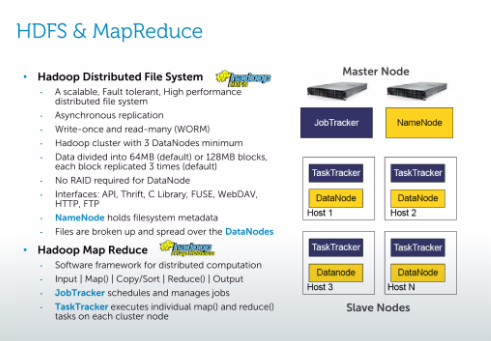 HDFS & MapReduce
• Hadoop Distributed File System
hadoop
HDFS
- A scalable, Fault tolerant, High performance
distributed file system
- Asynchronous replication
- Write-once and read-many (WORM)
- Hadoop cluster with 3 DataNodes minimum
- Data divided into 64MB (default) or 128MB blocks,
each block replicated 3 times (default)
- No RAID required for DataNode
- Interfaces: API, Thrift, C Library, FUSE, WebDAV,
HTTP, FTP
- NameNode holds filesystem metadata
- Files are broken up and spread over the DataNodes
• Hadoop Map Reduce
hadoop
Map/Reduce
- Software framework for distributed computation
- Input | Map() | Copy/Sort | Reduce() | Output
- JobTracker schedules and manages jobs
- TaskTracker executes individual map() and reduce()
tasks on each cluster node
Master Node
JobTracker
NameNode
TaskTracker
DataNode
Host 1
TaskTracker
DataNode
Host 2
TaskTracker
Datanode
Host 3
TaskTracker
DataNode
Host N
Slave Nodes